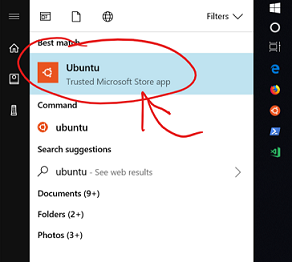 Filters
Best match
Ubuntu
Trusted Microsoft Store app
Command
ubuntu
Search suggestions
ubuntu - See web results
Documents (9+)
Folders (2+)
Photos (3+)